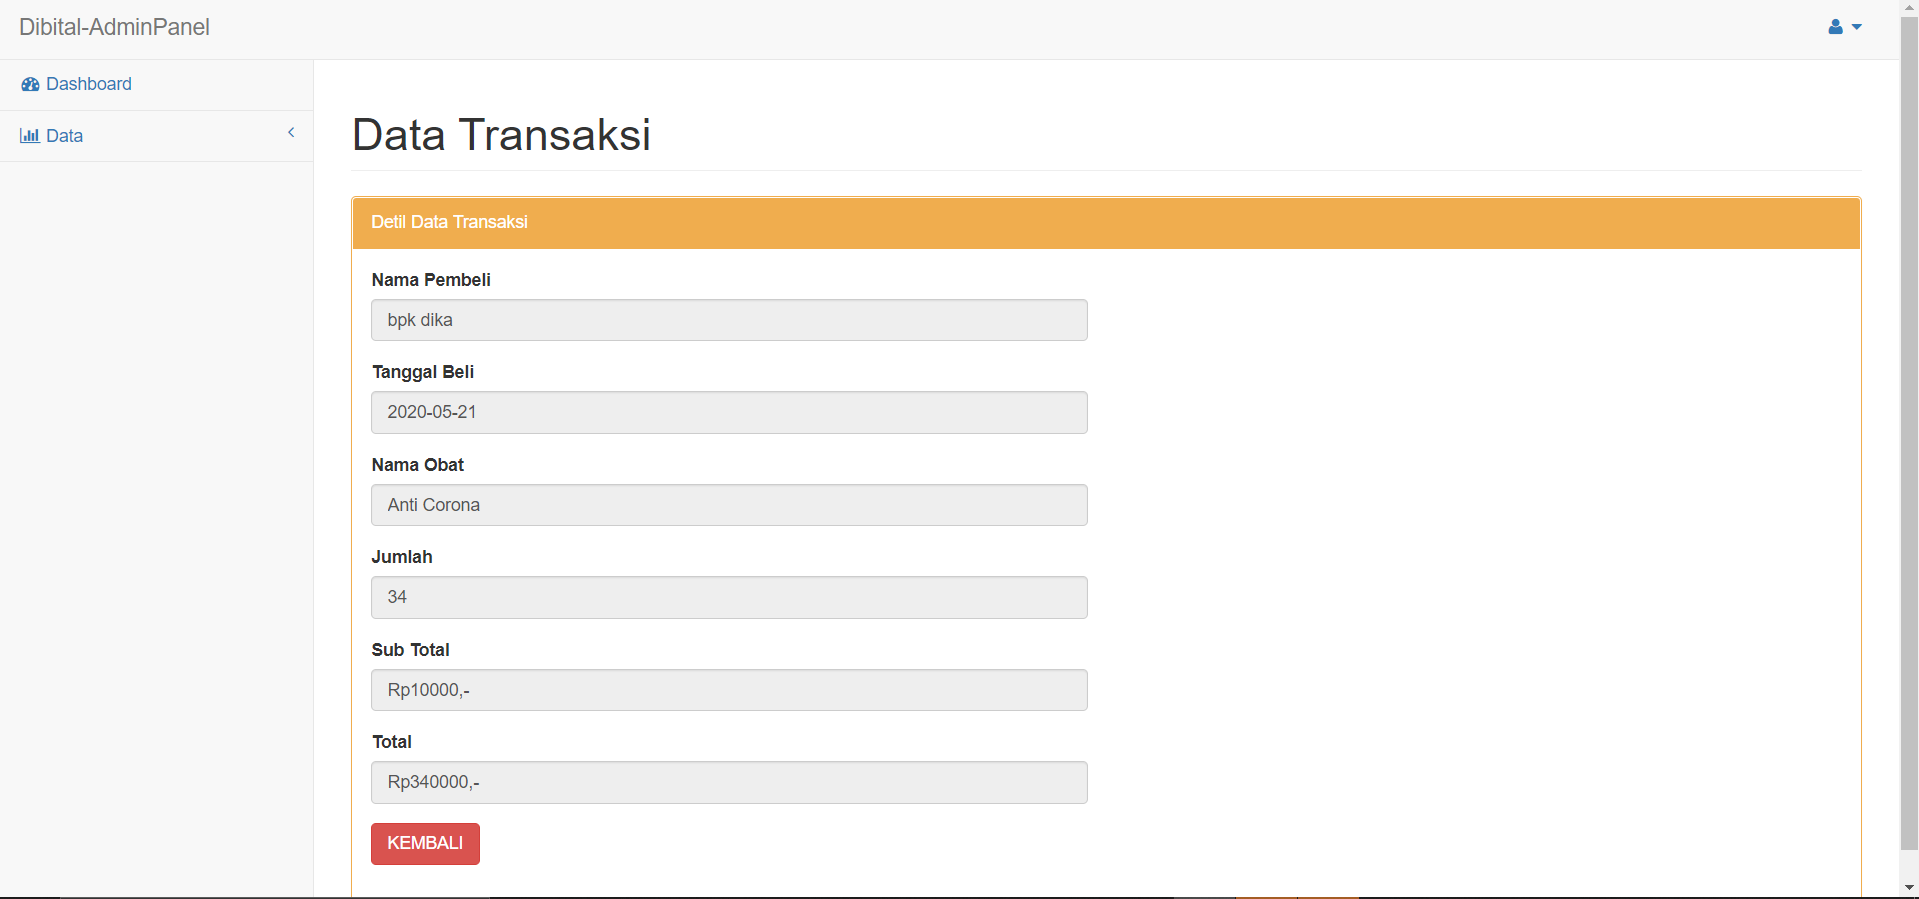 Dibital-AdminPanel
Dashboard
Data
Data Transaksi
Detil Data Transaksi
Nama Pembeli
bpk dika
Tanggal Beli
2020-05-21
Nama Obat
Anti Corona
Jumlah
34
Sub Total
Rp10000,-
Total
Rp340000,-
KEMBALI